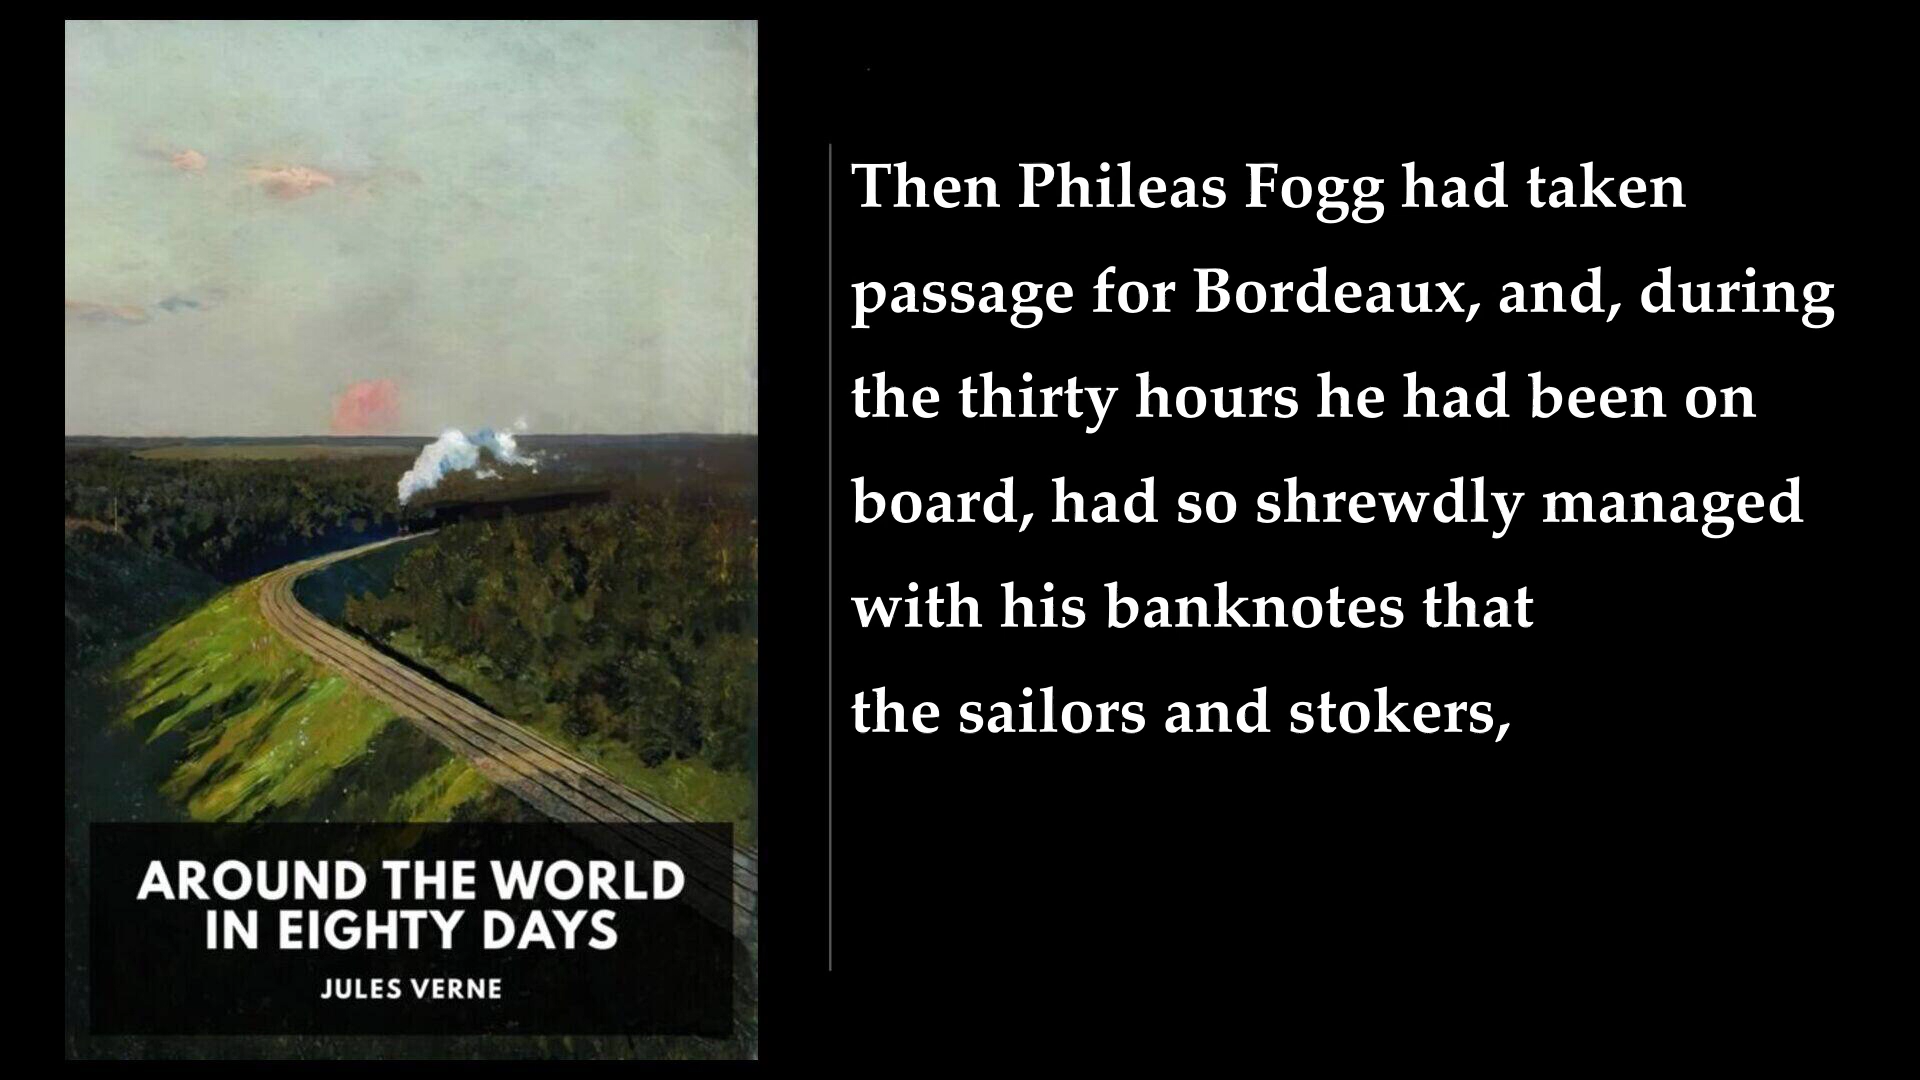 Then Phileas Fogg had taken
passage for Bordeaux, and, during
the thirty hours he had been on
board, had so shrewdly managed
with his banknotes that
the sailors and stokers,
AROUND THE WORLD
IN EIGHTY DAYS
JULES VERNE